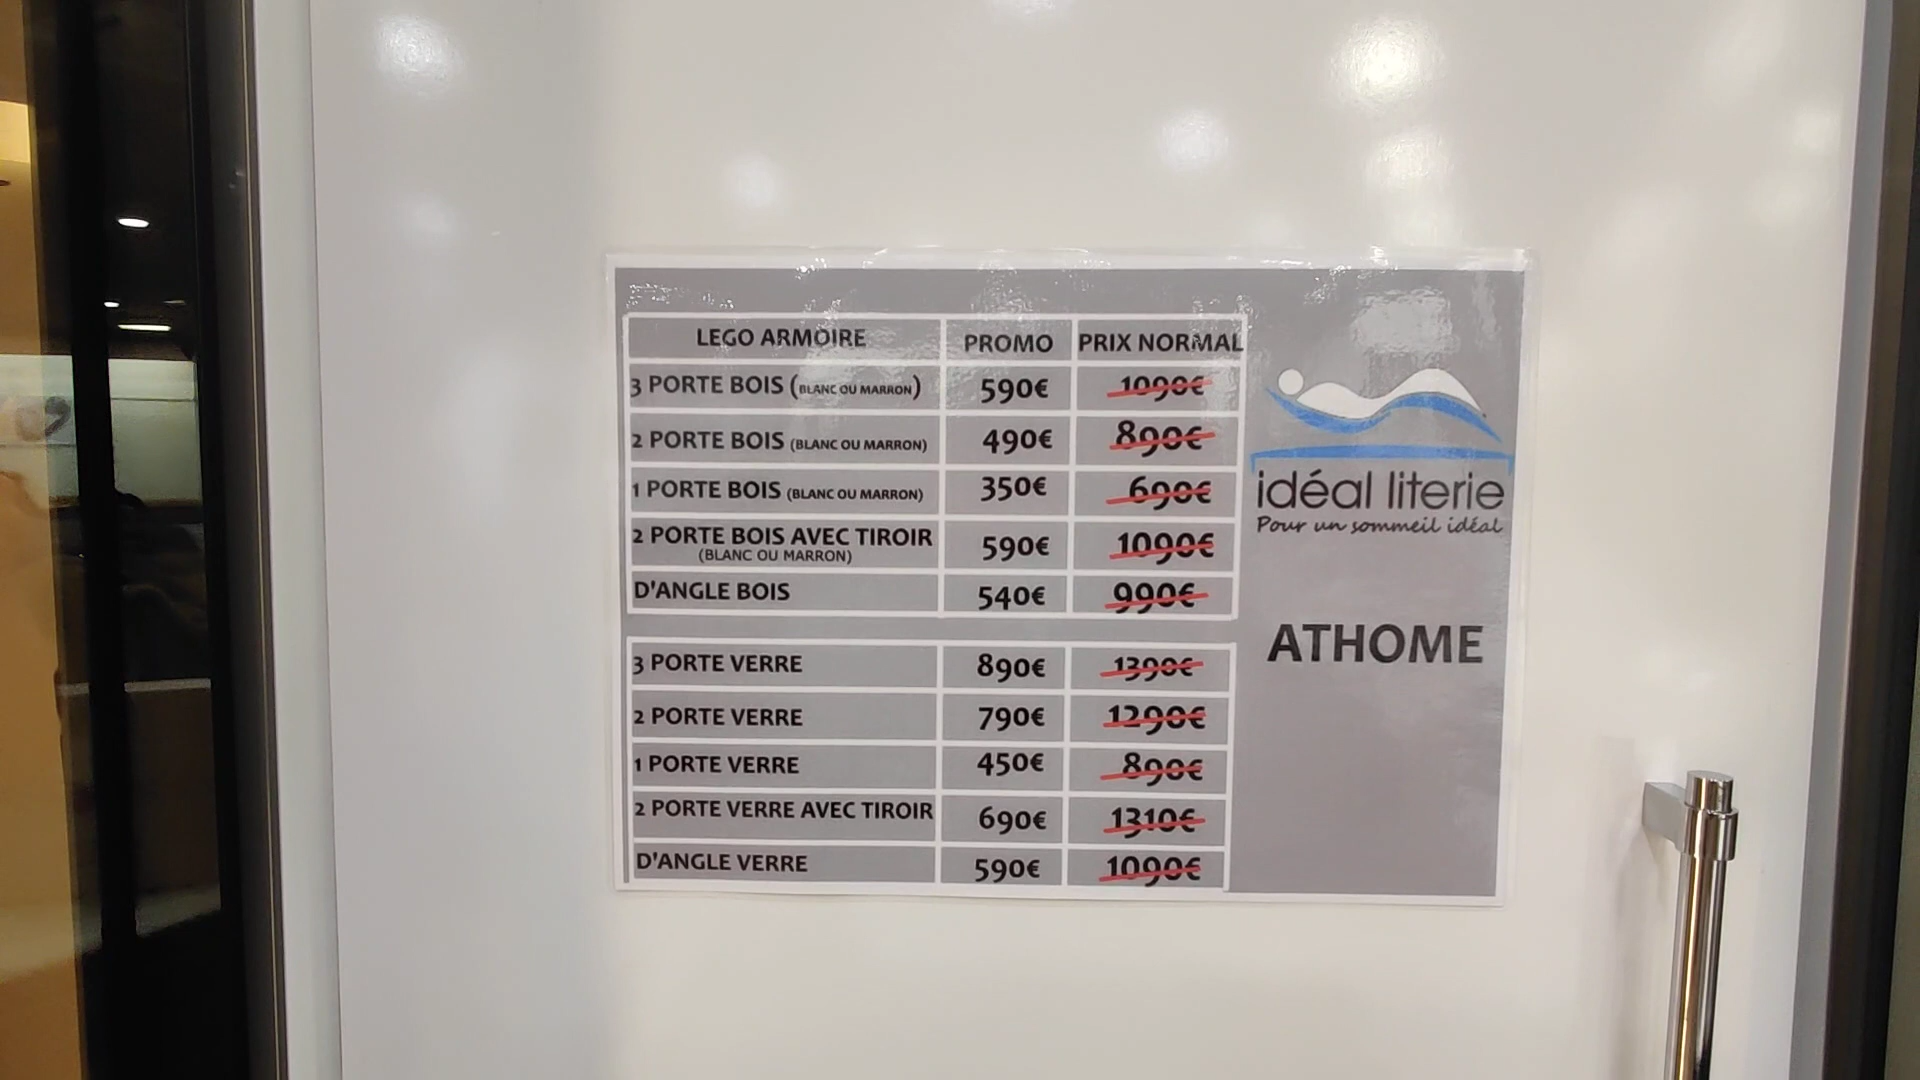 LEGO ARMOIRE PROMO PRIX NORMAL
3 PORTE BOIS (BLANC OU MARRON) 590€ 1090€
2 PORTE BOIS (BLANC OU MARRON) 490€ 890€
1 PORTE BOIS (BLANC OU MARRON) 350€ 690€
2 PORTE BOIS AVEC TIROIR 590€ 1090€
(BLANC OU MARRON)
D'ANGLE BOIS 540€ 990€
3 PORTE VERRE 890€ 1390€
2 PORTE VERRE 790€ 1290€
1 PORTE VERRE 450€ 890€
2 PORTE VERRE AVEC TIROIR 690€ 1310€
D'ANGLE VERRE 590€ 1090€
idéal literie
Pour un sommeil idéal
ATHOME